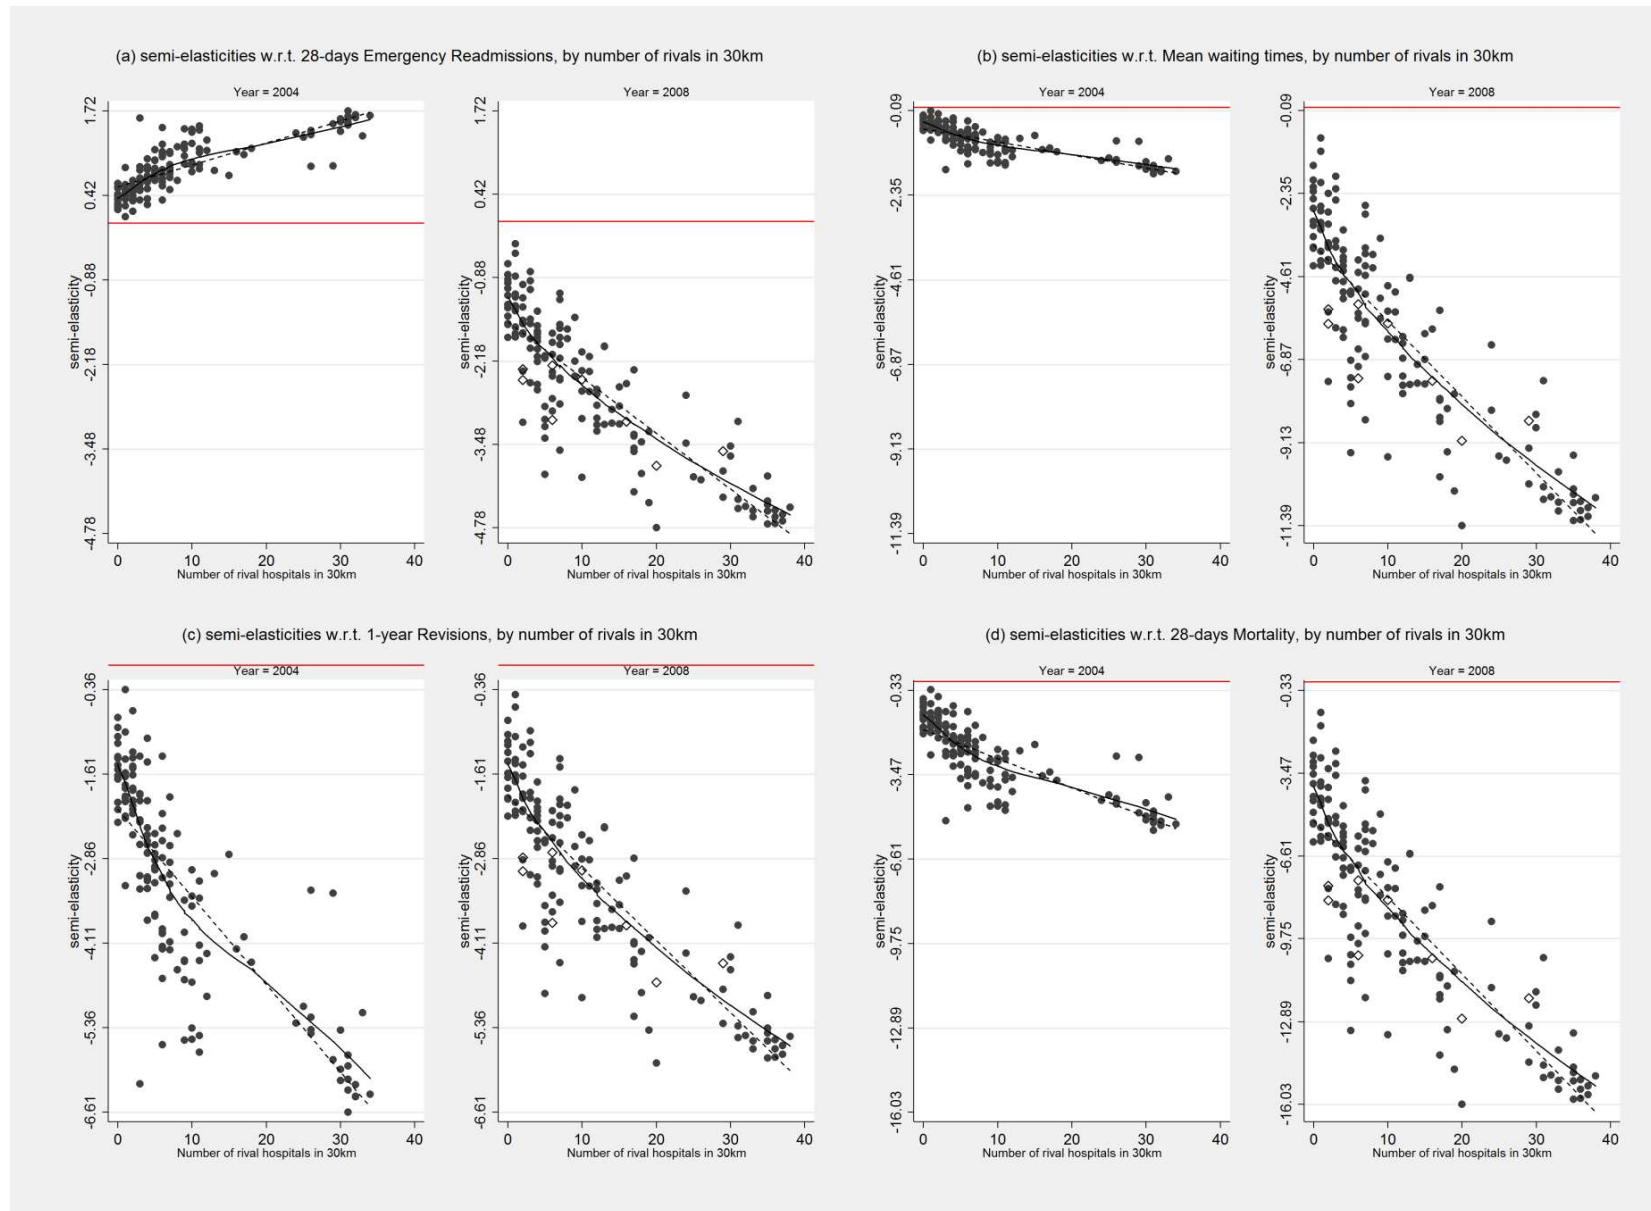 (a) semi-elasticities w.r.t. 28-days Emergency Readmissions, by number of rivals in 30km
Year = 2004
Year = 2008
semi-elasticity
1.72
0.42
-0.88
-2.18
-3.48
-4.78
0 10 20 30 40
Number of rival hospitals in 30km
semi-elasticity
1.72
0.42
-0.88
-2.18
-3.48
-4.78
0 10 20 30 40
Number of rival hospitals in 30km
(b) semi-elasticities w.r.t. Mean waiting times, by number of rivals in 30km
Year = 2004
Year = 2008
semi-elasticity
-0.09
-2.35
-4.61
-6.87
-9.13
-11.39
0 10 20 30 40
Number of rival hospitals in 30km
semi-elasticity
-0.09
-2.35
-4.61
-6.87
-9.13
-11.39
0 10 20 30 40
Number of rival hospitals in 30km
(c) semi-elasticities w.r.t. 1-year Revisions, by number of rivals in 30km
Year = 2004
Year = 2008
semi-elasticity
-0.36
-1.61
-2.86
-4.11
-5.36
-6.61
0 10 20 30 40
Number of rival hospitals in 30km
semi-elasticity
-0.36
-1.61
-2.86
-4.11
-5.36
-6.61
0 10 20 30 40
Number of rival hospitals in 30km
(d) semi-elasticities w.r.t. 28-days Mortality, by number of rivals in 30km
Year = 2004
Year = 2008
semi-elasticity
-0.33
-3.47
-6.61
-9.75
-12.89
-16.03
0 10 20 30 40
Number of rival hospitals in 30km
semi-elasticity
-0.33
-3.47
-6.61
-9.75
-12.89
-16.03
0 10 20 30 40
Number of rival hospitals in 30km